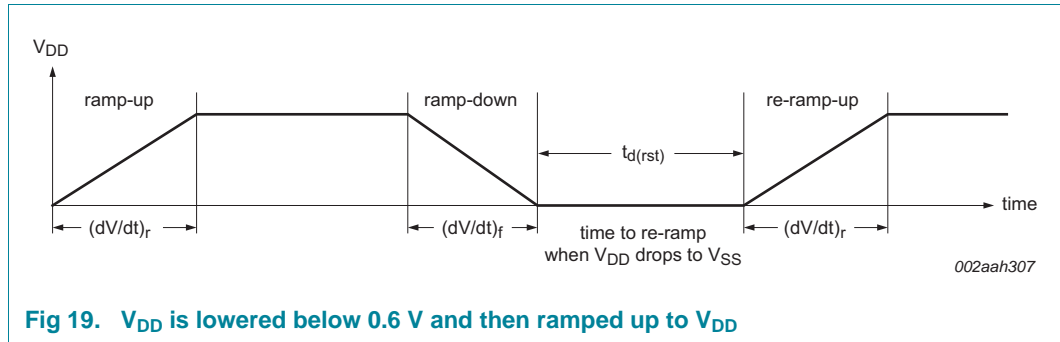 VDD
ramp-up
ramp-down
re-ramp-up
td(rst)
time
(dV/dt)r
(dV/dt)f
time to re-ramp
when VDD drops to VSS
(dV/dt)r
002aah307
Fig 19. VDD is lowered below 0.6 V and then ramped up to VDD